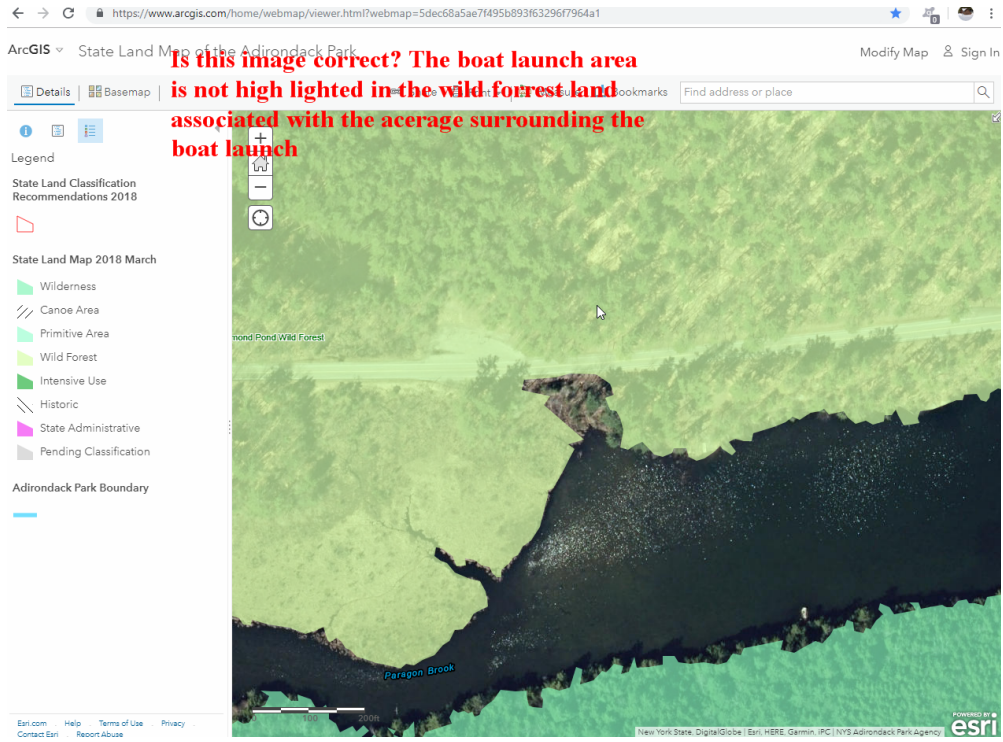 https://www.arcgis.com/home/webmap/viewer.html?webmap=5dec68a5ae7f495b893f63296f7964a1
0
ArcGIS
State Land Map of the Adirondack Park
Modify Map
Sign In
Is this image correct? The boat launch area
is not high lighted in the wild forrest and
associated with the acerage surrounding the
boat launch
Details
Basemap
Print
Bookmarks
Find address or place
Legend
State Land Classification
Recommendations 2018
State Land Map 2018 March
Wilderness
Canoe Area
Primitive Area
Wild Forest
Intensive Use
Historic
State Administrative
Pending Classification
Adirondack Park Boundary
mond Pond Wild Forest
Paragon Brook
0 100 200ft
Esri.com . Help . Terms of Use . Privacy .
Contact Esri . Report Abuse
New York State, DigitalGlobe | Esri, HERE, Garmin, iPC | NYS Adirondack Park Agency
POWERED BY
esri